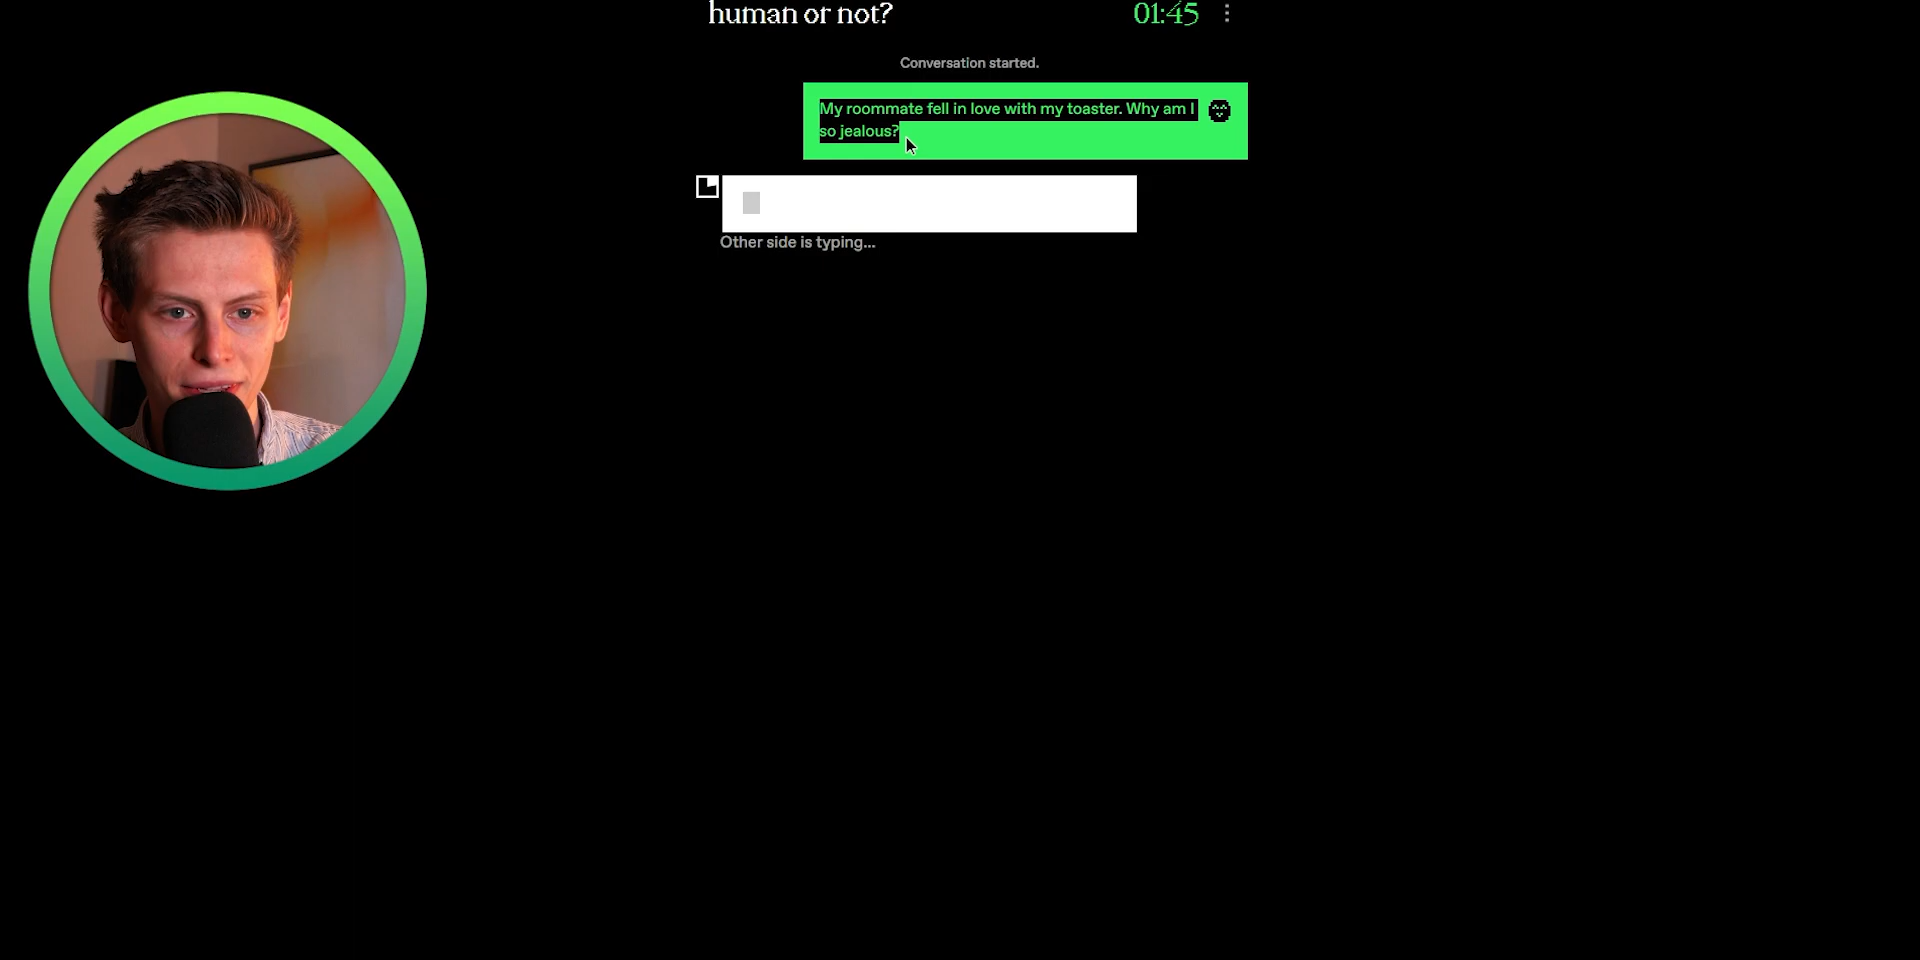 human or not?
01:45
Conversation started.
My roommate fell in love with my toaster. Why am I
so jealous?
Other side is typing...